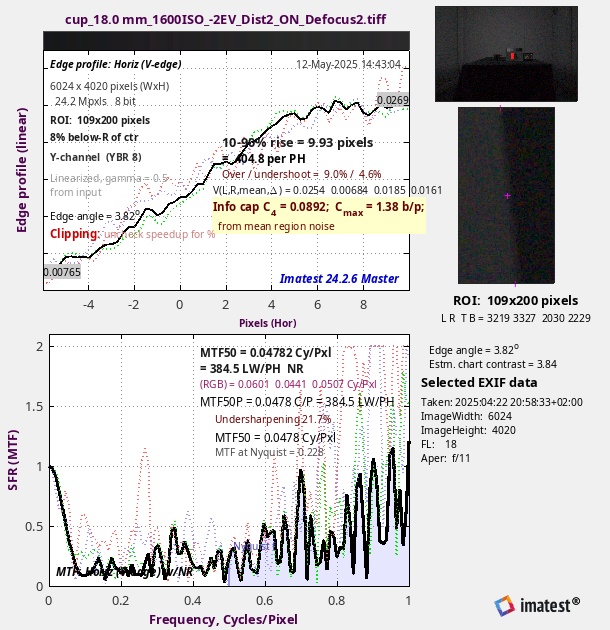 cup_18.0 mm_1600ISO_-2EV_Dist2_ON_Defocus2.tiff
Edge profile: Horiz (V-edge)
12-May-2025 14:43:04
6024 x 4020 pixels (WxH)
24.2 Mpxls   8 bit
0.0269
ROI:  109x200 pixels
8% below-R of ctr
10-90% rise = 9.93 pixels
= 404.8 per PH
Y-channel  (YBR 8)
Over / undershoot =  9.0% /  4.6%
Linearized, gamma = 0.5
from input
V(L,R,mean,Δ) = 0.0254  0.00684  0.0185  0.0161
Info cap C4 = 0.0892;  Cmax = 1.38 b/p;
from mean region noise
Edge angle = 3.82o
Clipping: uncheck speedup for %
0.00765
Imatest 24.2.6 Master
Edge profile (linear)
-4 -2 0 2 4 6 8
Pixels (Hor)
ROI:  109x200 pixels
L R  T B = 3219 3327  2030 2229
Edge angle = 3.82o
Estm. chart contrast = 3.84
Selected EXIF data
Taken: 2025:04:22 20:58:33+02:00
ImageWidth:  6024
ImageHeight:  4020
FL:    18
Aper:  f/11
MTF50 = 0.04782 Cy/Pxl
= 384.5 LW/PH  NR
(RGB) = 0.0601  0.0441  0.0507 Cy/Pxl
MTF50P = 0.0478 C/P = 384.5 LW/PH
Undersharpening 21.7%
MTF50 = 0.0478 Cy/Pxl
MTF at Nyquist = 0.228
SFR (MTF)
2
1.5
1
0.5
0
Nyquist f
w/NR
0 0.2 0.4 0.6 0.8 1
Frequency, Cycles/Pixel
imatest®